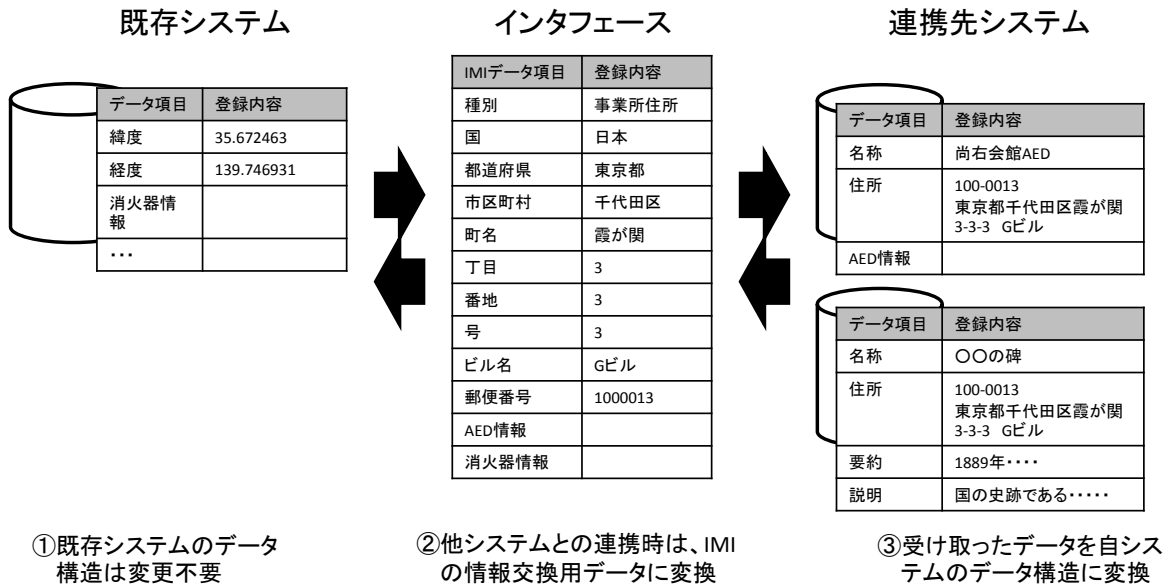 既存システム
インタフェース
連携先システム
データ項目 登録内容
緯度 35.672463
経度 139.746931
消火器情
報
・・・
IMIデータ項目 登録内容
種別 事業所住所
国 日本
都道府県 東京都
市区町村 千代田区
町名 霞が関
丁目 3
番地 3
号 3
ビル名 Gビル
郵便番号 1000013
AED情報
消火器情報
データ項目 登録内容
名称 尚右会館AED
住所 100-0013
東京都千代田区霞が関
3-3-3 Gビル
AED情報
データ項目 登録内容
名称 〇〇の碑
住所 100-0013
東京都千代田区霞が関
3-3-3 Gビル
要約 1889年・・・・
説明 国の史跡である・・・・・
①既存システムのデータ
構造は変更不要
②他システムとの連携時は、IMI
の情報交換用データに変換
③受け取ったデータを自シス
テムのデータ構造に変換